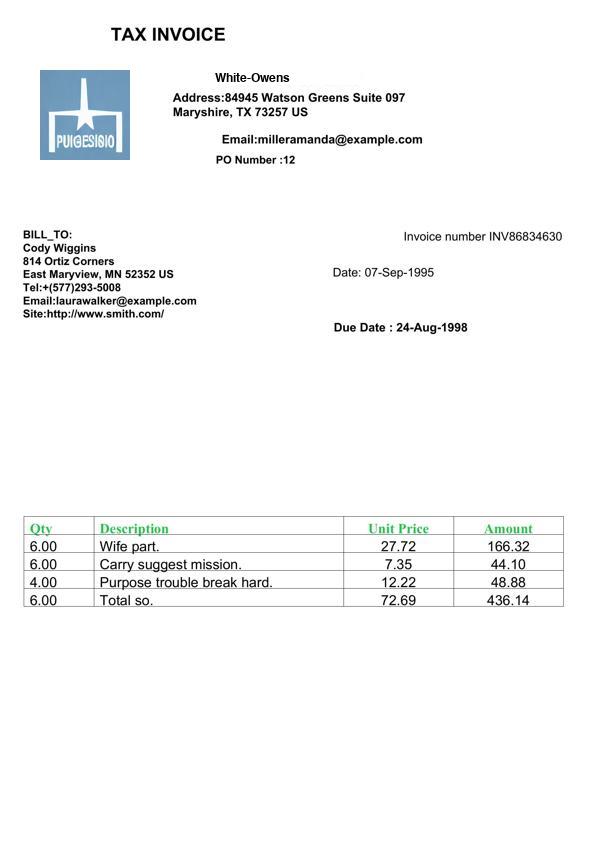 TAX INVOICE
White-Owens
Address:84945 Watson Greens Suite 097
Maryshire, TX 73257 US
PUIGESISIO
Email:milleramanda@example.com
PO Number :12
BILL_TO:
Cody Wiggins
814 Ortiz Corners
East Maryview, MN 52352 US
Tel:+(577)293-5008
Email:laurawalker@example.com
Site:http://www.smith.com/
Invoice number INV86834630
Date: 07-Sep-1995
Due Date : 24-Aug-1998
Qty Description Unit Price Amount
6.00 Wife part. 27.72 166.32
6.00 Carry suggest mission. 7.35 44.10
4.00 Purpose trouble break hard. 12.22 48.88
6.00 Total so. 72.69 436.14